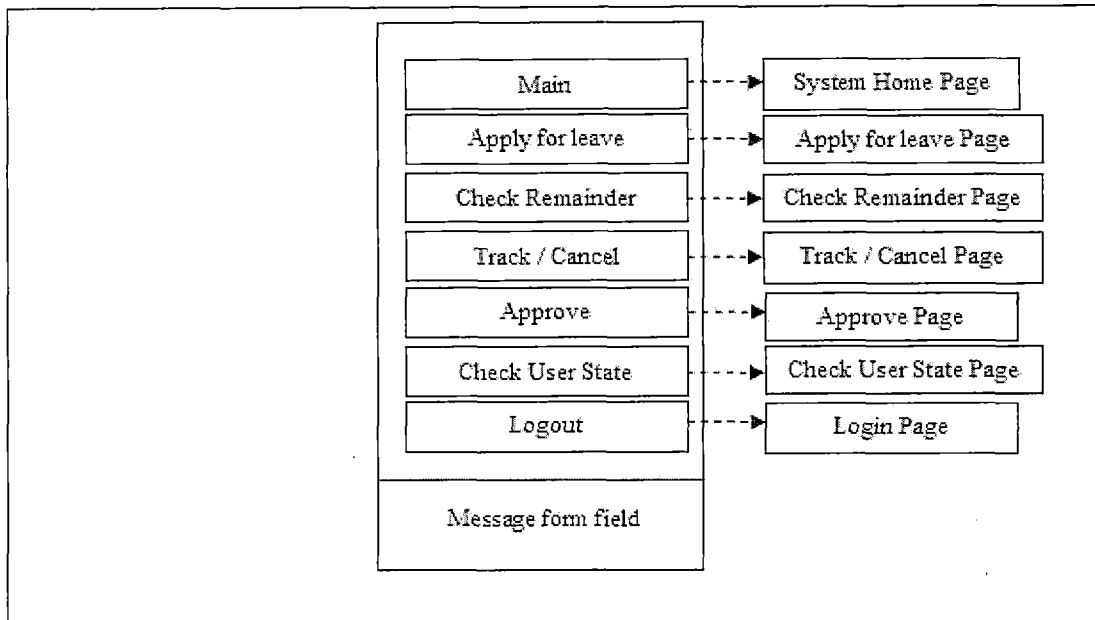 Main
System Home Page
Apply for leave
Apply for leave Page
Check Remainder
Check Remainder Page
Track / Cancel
Track / Cancel Page
Approve
Approve Page
Check User State
Check User State Page
Logout
Login Page
Message form field